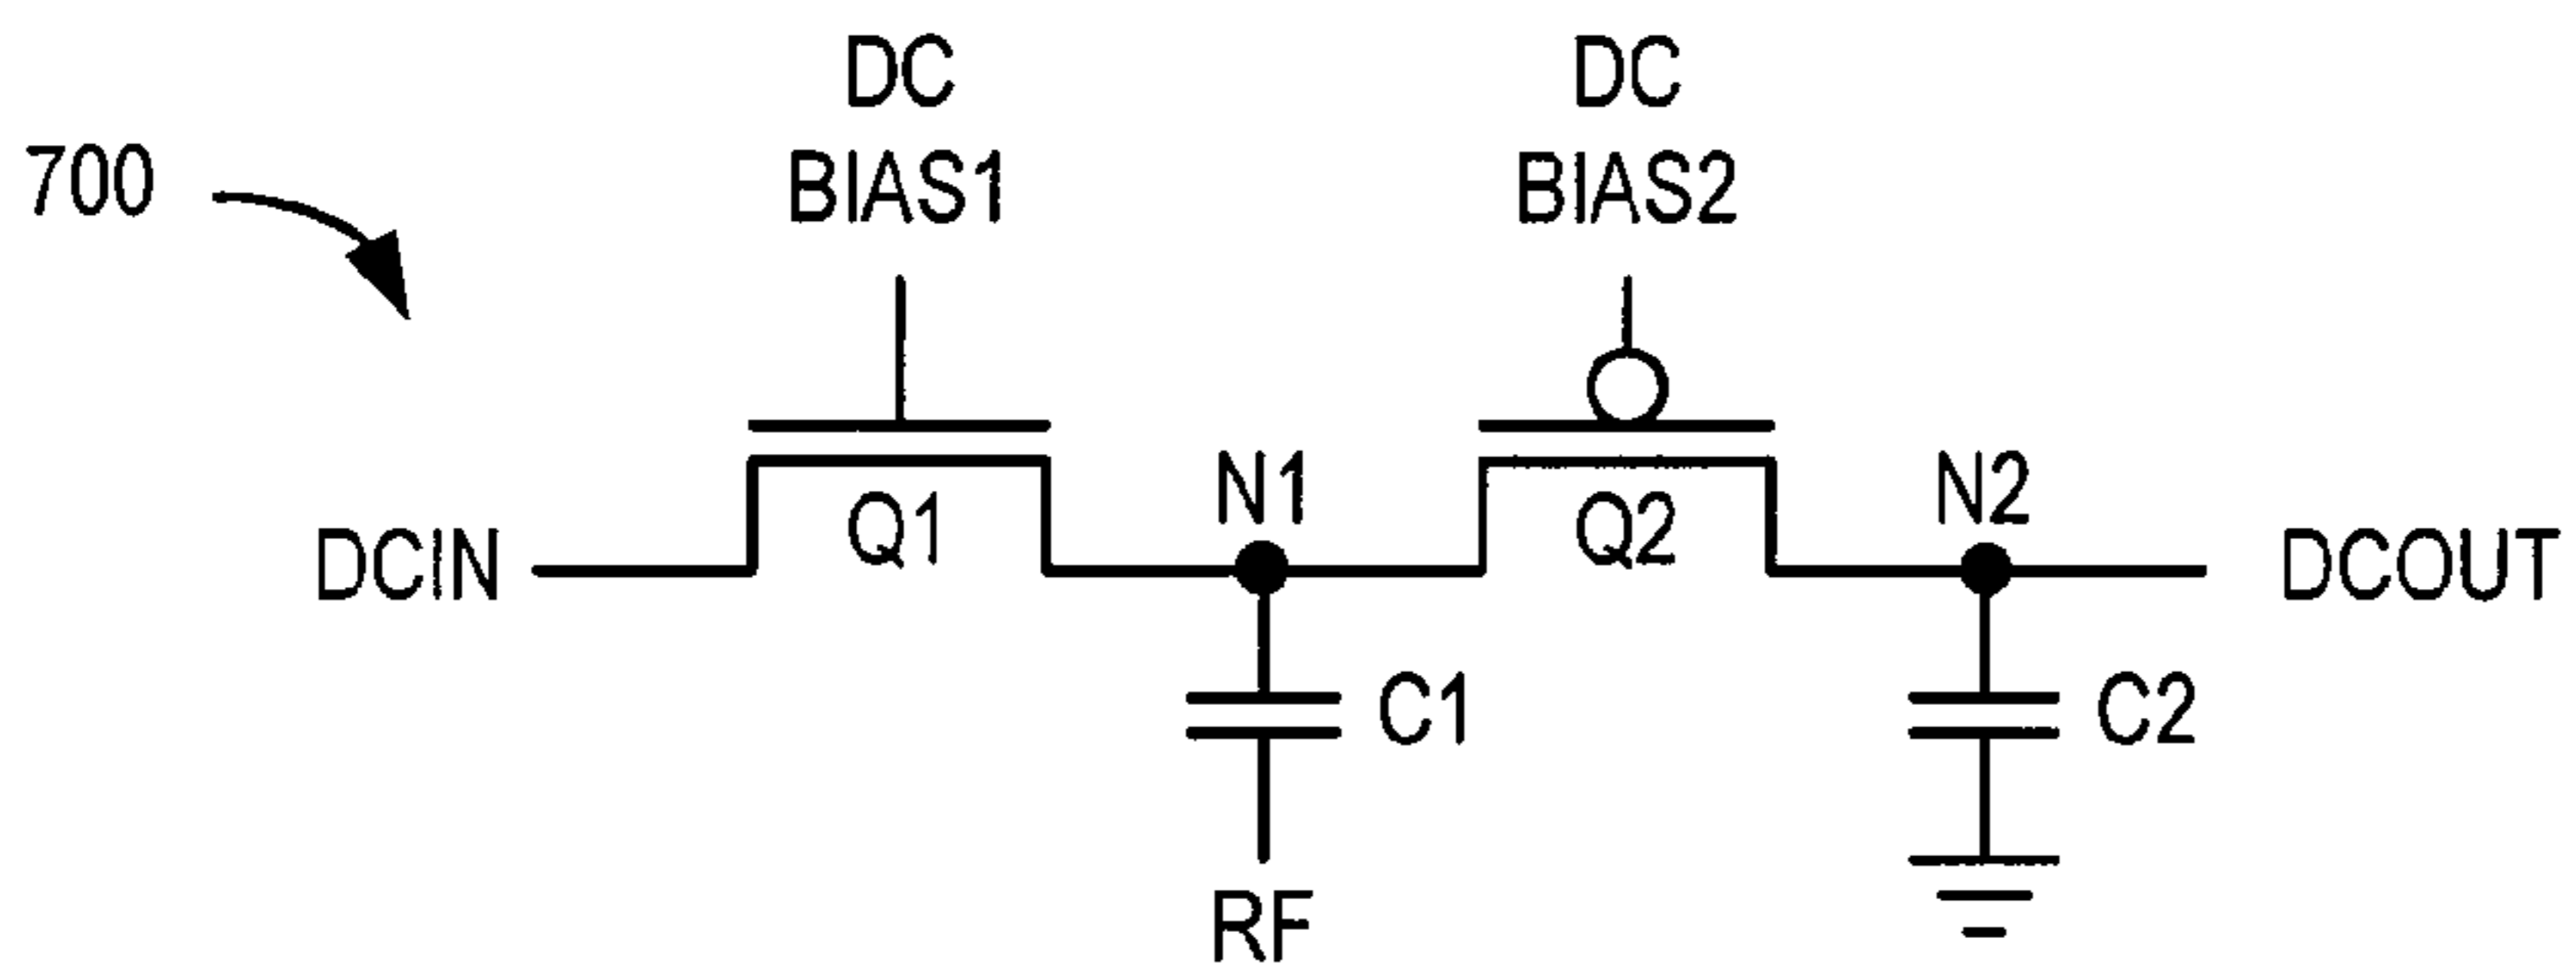 DC
BIAS1
DC
BIAS2
700
N1
N2
Q1
Q2
DCIN
DCOUT
C1
C2
RF